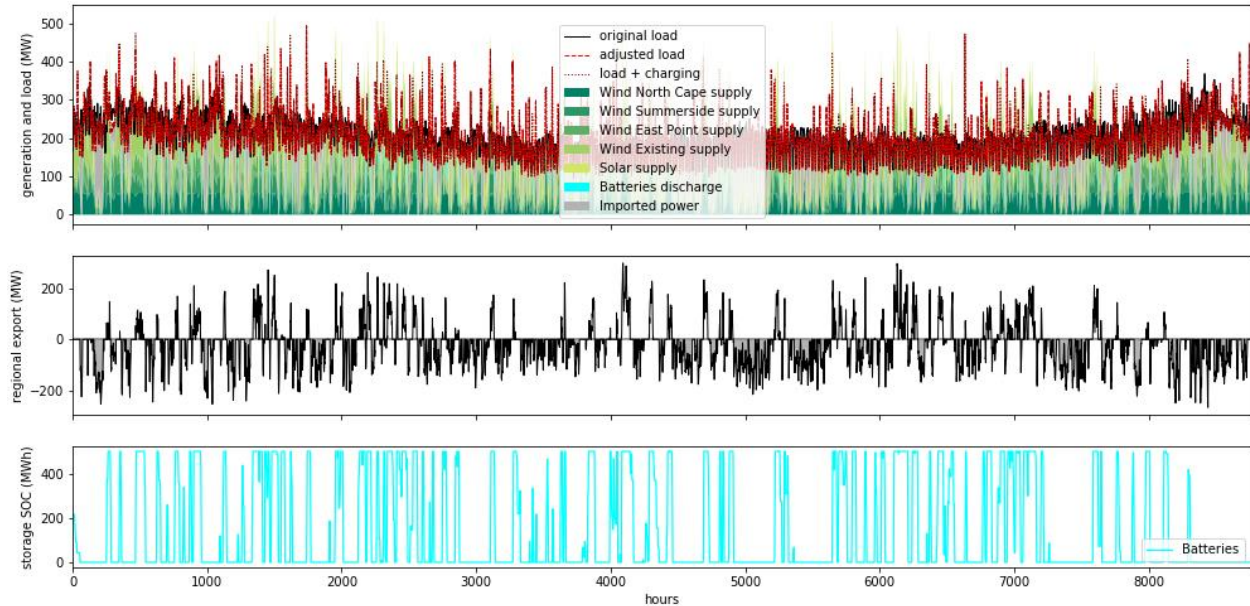 generation and load (MW)
500
400
300
200
100
0
original load
adjusted load
load + charging
Wind North Cape supply
Wind Summerside supply
Wind East Point supply
Wind Existing supply
Solar supply
Batteries discharge
Imported power
regional export (MW)
200
0
−200
storage SOC (MWh)
400
200
0
Batteries
0 1000 2000 3000 4000 5000 6000 7000 8000
hours